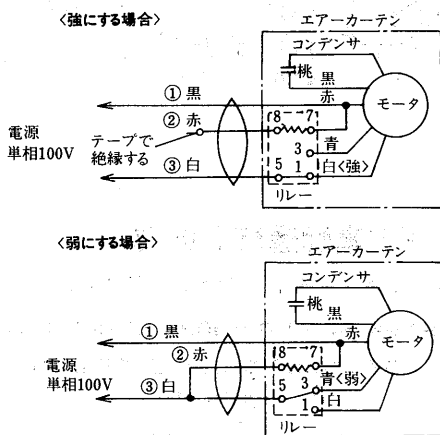 〈強にする場合〉
エアーカーテン
コンデンサ
桃
黒
① 黒
赤
モータ
② 赤
8 7
電源
単相100V
テープで
絶縁する
青
3
③ 白
5 1
白〈強〉
リレー
〈弱にする場合〉
エアーカーテン
コンデンサ
桃
黒
① 黒
赤
モータ
② 赤
8 7
電源
単相100V
青〈弱〉
③ 白
5 3
白
1
リレー